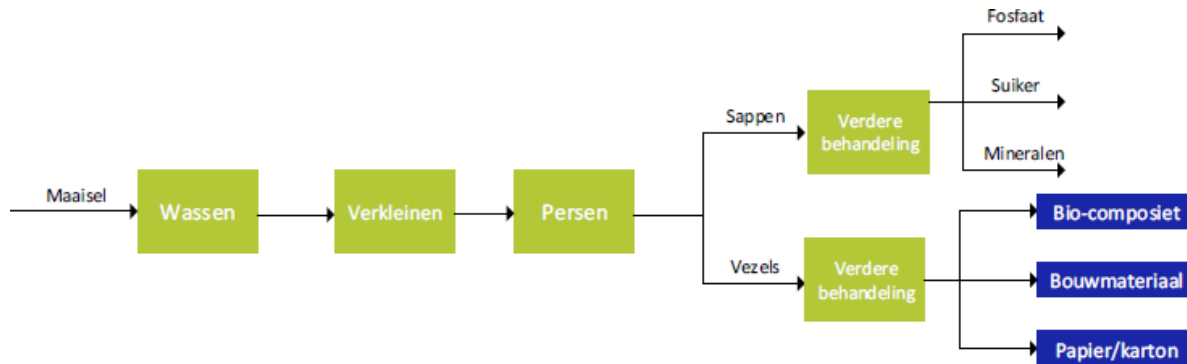 Fosfaat
Suiker
Mineralen
Sappen
Verdere
behandeling
Maaisel
Wassen
Verkleinen
Persen
Vezels
Verdere
behandeling
Bio-composiet
Bouwmateriaal
Papier/karton